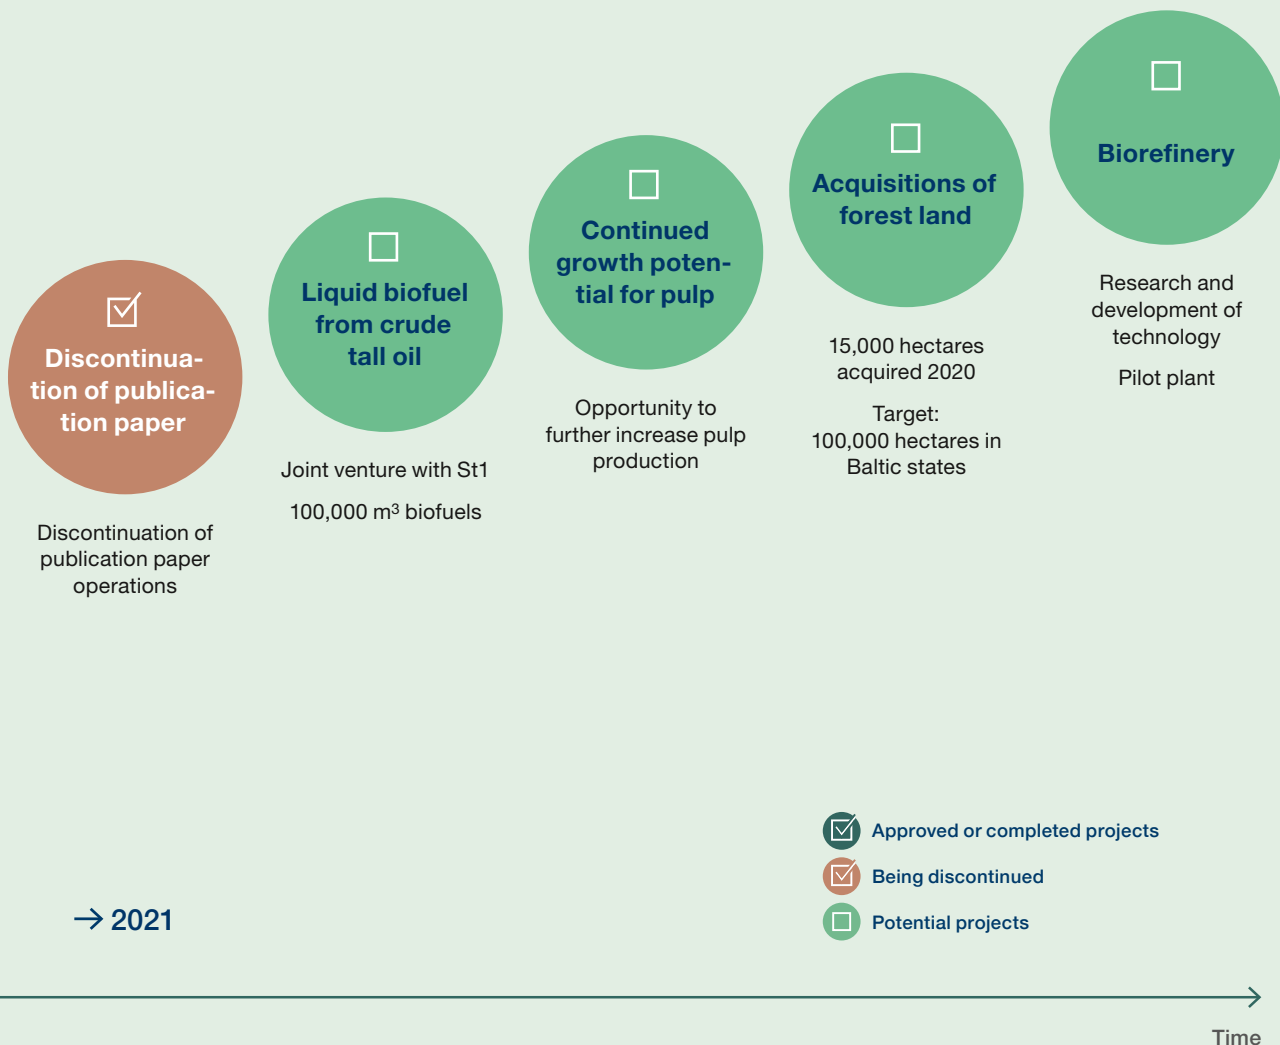 Discontinua-
tion of publica-
tion paper
Discontinuation of
publication paper
operations
Liquid biofuel
from crude
tall oil
Joint venture with St1
100,000 m³ biofuels
Continued
growth poten-
tial for pulp
Opportunity to
further increase pulp
production
Acquisitions of
forest land
15,000 hectares
acquired 2020
Target:
100,000 hectares in
Baltic states
Biorefinery
Research and
development of
technology
Pilot plant
Approved or completed projects
Being discontinued
Potential projects
→ 2021
Time